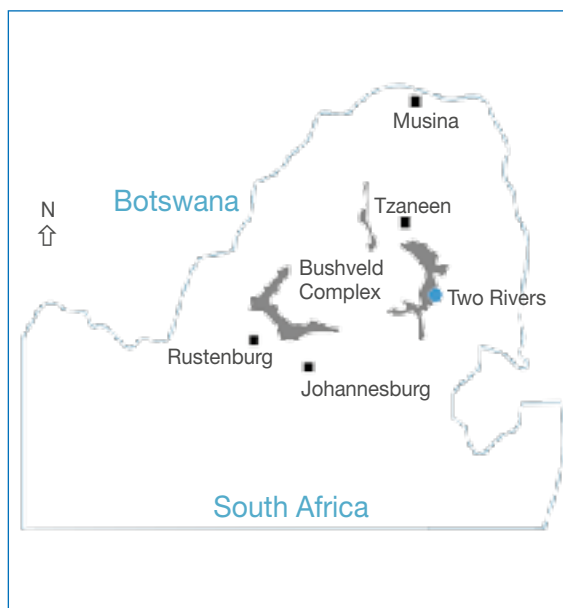 Musina
Botswana
N
Tzaneen
Bushveld
Complex
Two Rivers
Rustenburg
Johannesburg
South Africa